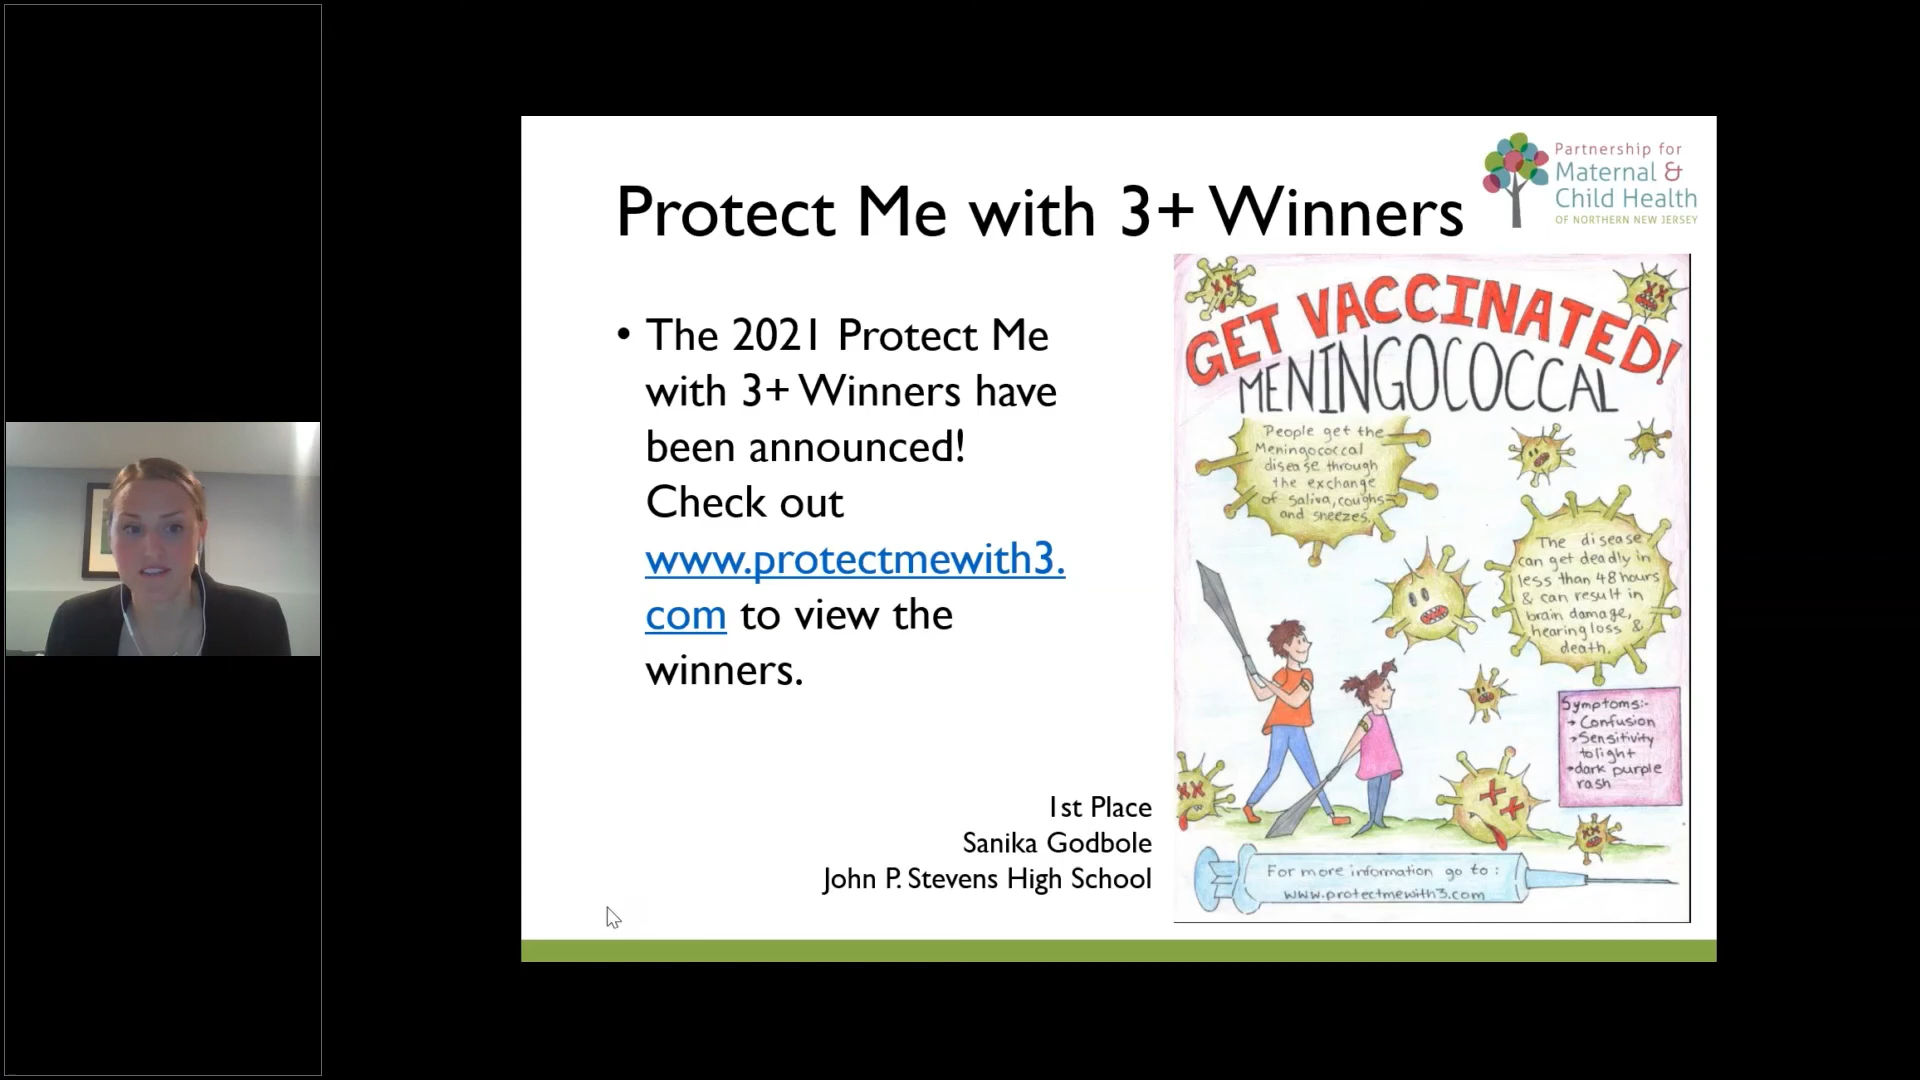 Partnership for
Maternal &
Child Health
OF NORTHERN NEW JERSEY
Protect Me with 3+ Winners
• The 2021 Protect Me
with 3+ Winners have
been announced!
Check out
www.protectmewith3.
com to view the
winners.
1st Place
Sanika Godbole
John P. Stevens High School
GET VACCINATED!
MENINGOCOCCAL
People get the
Meningococcal
disease through
the exchange
of saliva, coughs
and sneezes.
The disease
can get deadly in
less than 48 hours
& can result in
brain damage,
hearing loss &
death.
Symptoms:-
→ Confusion
→ Sensitivity
to light
→ dark purple
rash
For more information go to :
www.protectmewith3.com